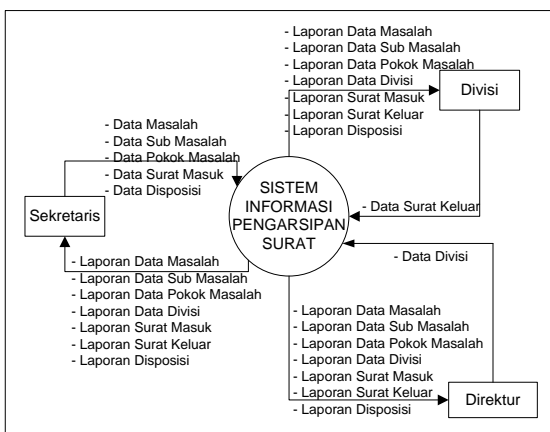 - Laporan Data Masalah
- Laporan Data Sub Masalah
- Laporan Data Pokok Masalah
- Laporan Data Divisi
- Laporan Surat Masuk
- Laporan Surat Keluar
- Laporan Disposisi
Divisi
- Data Masalah
- Data Sub Masalah
- Data Pokok Masalah
- Data Surat Masuk
- Data Disposisi
Sekretaris
SISTEM
INFORMASI
PENGARSIPAN
SURAT
- Data Surat Keluar
- Data Divisi
- Laporan Data Masalah
- Laporan Data Sub Masalah
- Laporan Data Pokok Masalah
- Laporan Data Divisi
- Laporan Surat Masuk
- Laporan Surat Keluar
- Laporan Disposisi
- Laporan Data Masalah
- Laporan Data Sub Masalah
- Laporan Data Pokok Masalah
- Laporan Data Divisi
- Laporan Surat Masuk
- Laporan Surat Keluar
- Laporan Disposisi
Direktur